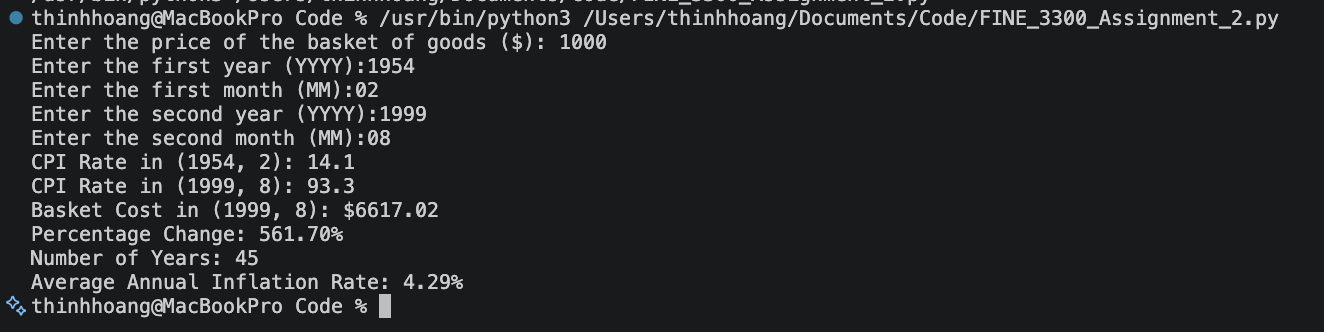 thinhhoang@MacBookPro Code % /usr/bin/python3 /Users/thinhhoang/Documents/Code/FINE_3300_Assignment_2.py
Enter the price of the basket of goods ($): 1000
Enter the first year (YYYY):1954
Enter the first month (MM):02
Enter the second year (YYYY):1999
Enter the second month (MM):08
CPI Rate in (1954, 2): 14.1
CPI Rate in (1999, 8): 93.3
Basket Cost in (1999, 8): $6617.02
Percentage Change: 561.70%
Number of Years: 45
Average Annual Inflation Rate: 4.29%
thinhhoang@MacBookPro Code %